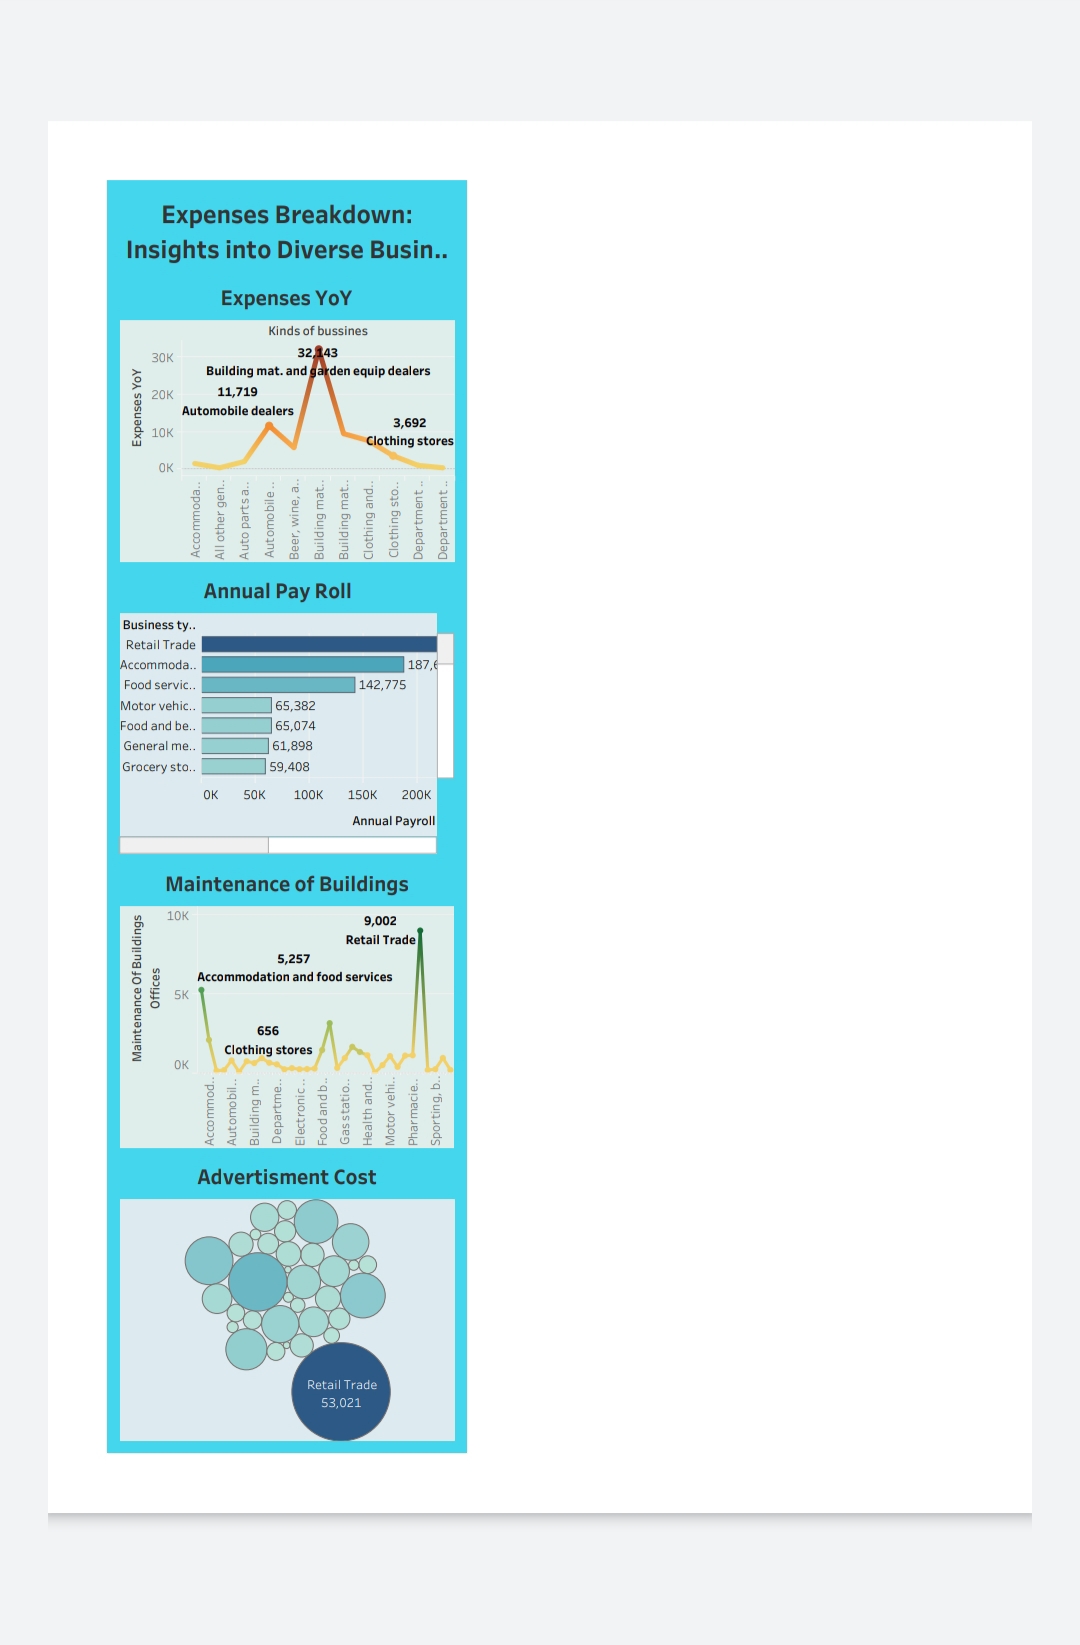 Expenses Breakdown:
Insights into Diverse Busin..
Expenses YoY
Kinds of bussines
Expenses YoY
30K
20K
10K
0K
32,143
Building mat. and garden equip dealers
11,719
Automobile dealers
3,692
Clothing stores
Accommoda..
All other gen..
Auto parts a..
Automobile ..
Beer, wine, a..
Building mat..
Building mat..
Clothing and..
Clothing sto..
Department ..
Department ..
Annual Pay Roll
Business ty..
Retail Trade
Accommoda.. 187,6
Food servic.. 142,775
Motor vehic.. 65,382
Food and be.. 65,074
General me.. 61,898
Grocery sto.. 59,408
0K 50K 100K 150K 200K
Annual Payroll
Maintenance of Buildings
Maintenance Of Buildings
Offices
10K
5K
0K
9,002
Retail Trade
5,257
Accommodation and food services
656
Clothing stores
Accommod..
Automobil..
Building m..
Departme..
Electronic ..
Food and b..
Gas statio..
Health and..
Motor vehi..
Pharmacie..
Sporting, b..
Advertisment Cost
Retail Trade
53,021